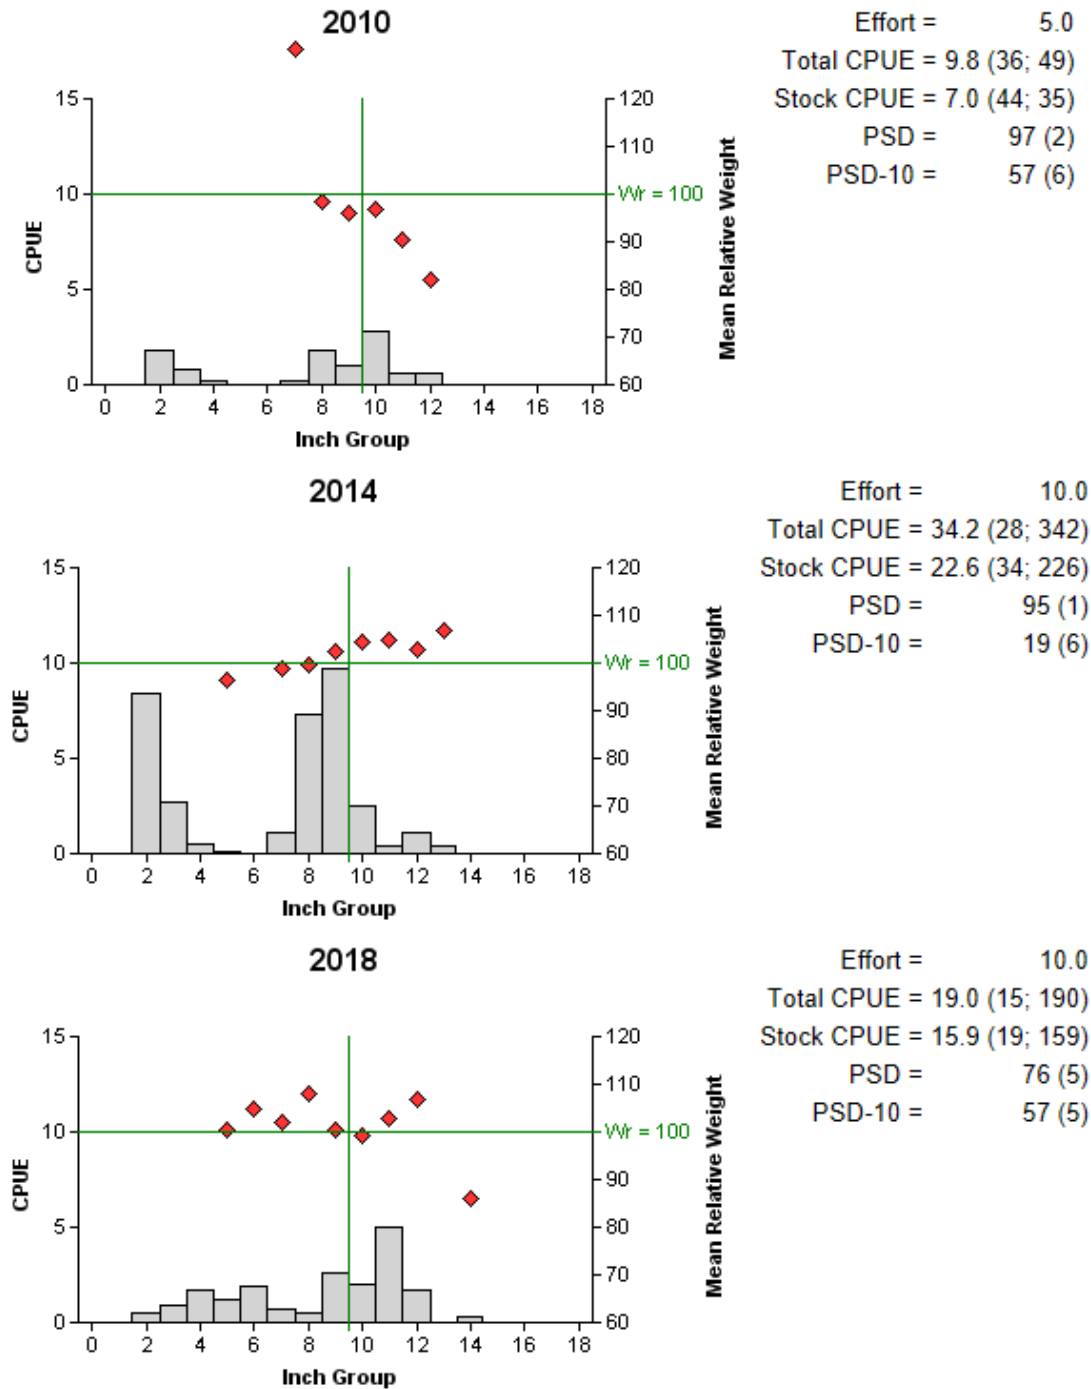 2010
Effort = 5.0
Total CPUE = 9.8 (36; 49)
Stock CPUE = 7.0 (44; 35)
PSD = 97 (2)
PSD-10 = 57 (6)
15
10
5
0
CPUE
120
110
Wr = 100
90
80
70
60
Mean Relative Weight
0 2 4 6 8 10 12 14 16 18
Inch Group
2014
Effort = 10.0
Total CPUE = 34.2 (28; 342)
Stock CPUE = 22.6 (34; 226)
PSD = 95 (1)
PSD-10 = 19 (6)
15
10
5
0
CPUE
120
110
Wr = 100
90
80
70
60
Mean Relative Weight
0 2 4 6 8 10 12 14 16 18
Inch Group
2018
Effort = 10.0
Total CPUE = 19.0 (15; 190)
Stock CPUE = 15.9 (19; 159)
PSD = 76 (5)
PSD-10 = 57 (5)
15
10
5
0
CPUE
120
110
Wr = 100
90
80
70
60
Mean Relative Weight
0 2 4 6 8 10 12 14 16 18
Inch Group